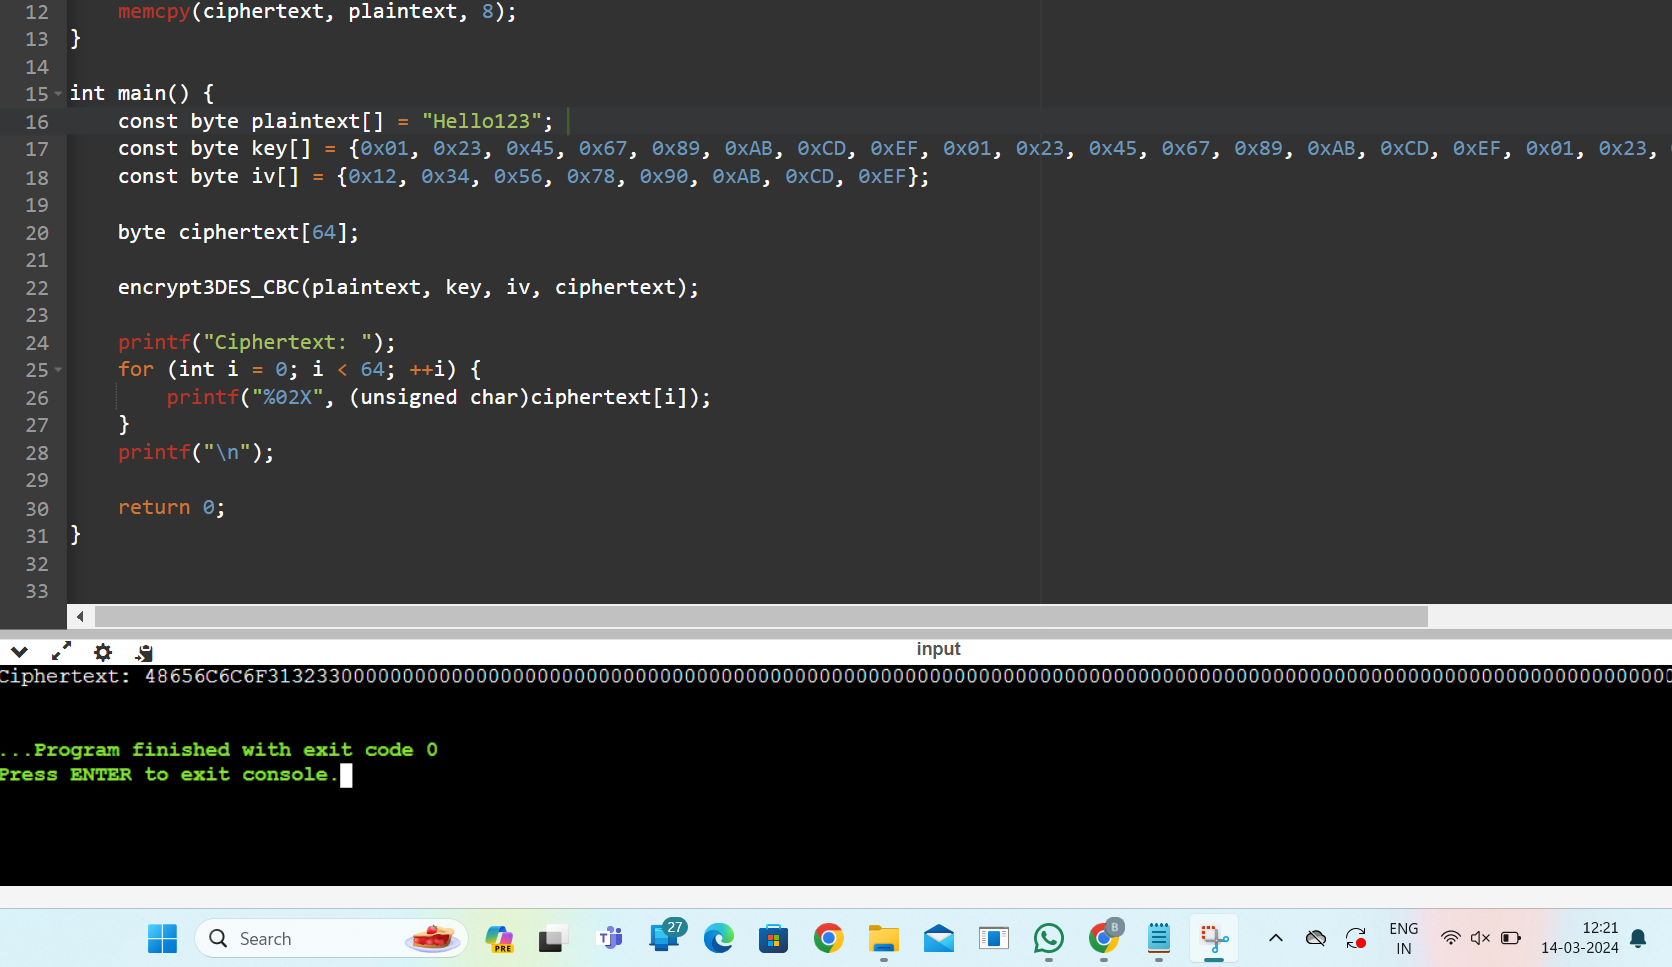 12 memcpy(ciphertext, plaintext, 8);
13 }
14
15 int main() {
16 const byte plaintext[] = "Hello123";
17 const byte key[] = {0x01, 0x23, 0x45, 0x67, 0x89, 0xAB, 0xCD, 0xEF, 0x01, 0x23, 0x45, 0x67, 0x89, 0xAB, 0xCD, 0xEF, 0x01, 0x23,
18 const byte iv[] = {0x12, 0x34, 0x56, 0x78, 0x90, 0xAB, 0xCD, 0xEF};
19
20 byte ciphertext[64];
21
22 encrypt3DES_CBC(plaintext, key, iv, ciphertext);
23
24 printf("Ciphertext: ");
25 for (int i = 0; i < 64; ++i) {
26 printf("%02X", (unsigned char)ciphertext[i]);
27 }
28 printf("\n");
29
30 return 0;
31 }
32
33
input
Ciphertext: 48656C6C6F3132330000000000000000000000000000000000000000000000000000000000000000000000000000000000000000000000000000000000000
...Program finished with exit code 0
Press ENTER to exit console.
Search
PRE
27
B
ENG
IN
12:21
14-03-2024